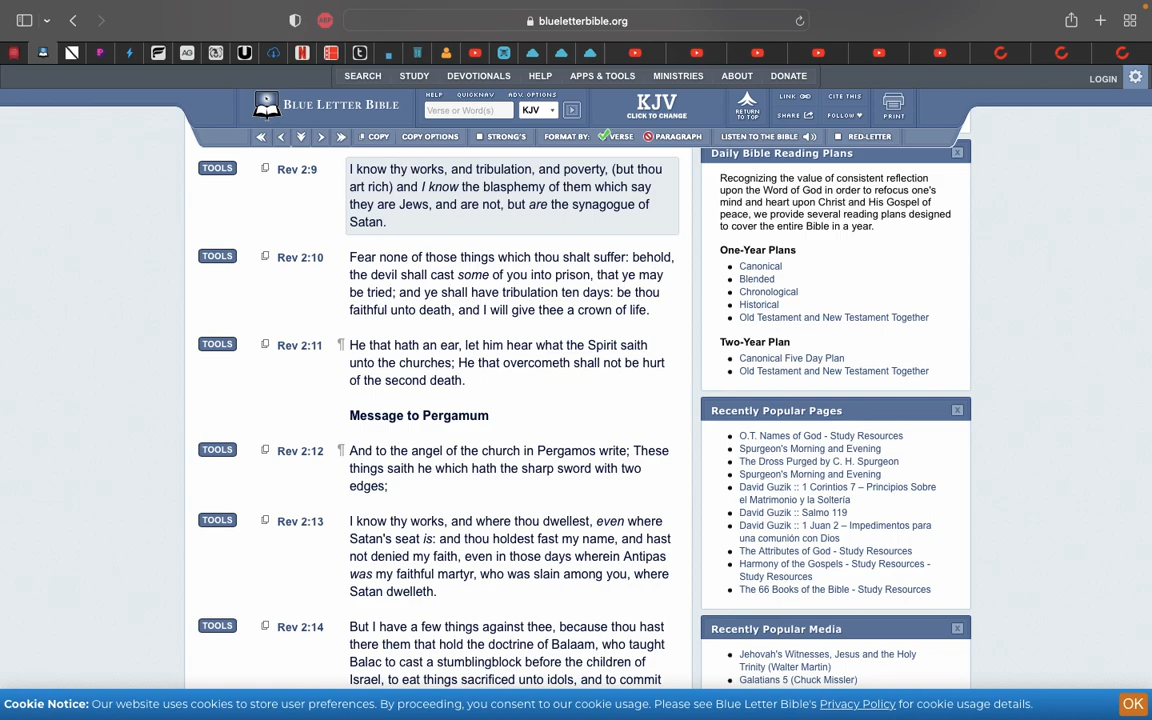 blueletterbible.org
SEARCH STUDY DEVOTIONALS HELP APPS & TOOLS MINISTRIES ABOUT DONATE
LOGIN
BLUE LETTER BIBLE
HELP QUICKNAV ADV. OPTIONS
Verse or Word(s) KJV
KJV
CLICK TO CHANGE
RETURN
TO TOP
LINK CITE THIS
SHARE FOLLOW
PRINT
COPY COPY OPTIONS STRONG'S FORMAT BY: VERSE PARAGRAPH LISTEN TO THE BIBLE RED-LETTER
TOOLS Rev 2:9 I know thy works, and tribulation, and poverty, (but thou
art rich) and I know the blasphemy of them which say
they are Jews, and are not, but are the synagogue of
Satan.
TOOLS Rev 2:10 Fear none of those things which thou shalt suffer: behold,
the devil shall cast some of you into prison, that ye may
be tried; and ye shall have tribulation ten days: be thou
faithful unto death, and I will give thee a crown of life.
TOOLS Rev 2:11 ¶ He that hath an ear, let him hear what the Spirit saith
unto the churches; He that overcometh shall not be hurt
of the second death.
Message to Pergamum
TOOLS Rev 2:12 ¶ And to the angel of the church in Pergamos write; These
things saith he which hath the sharp sword with two
edges;
TOOLS Rev 2:13 I know thy works, and where thou dwellest, even where
Satan's seat is: and thou holdest fast my name, and hast
not denied my faith, even in those days wherein Antipas
was my faithful martyr, who was slain among you, where
Satan dwelleth.
TOOLS Rev 2:14 But I have a few things against thee, because thou hast
there them that hold the doctrine of Balaam, who taught
Balac to cast a stumblingblock before the children of
Israel, to eat things sacrificed unto idols, and to commit
Daily Bible Reading Plans
Recognizing the value of consistent reflection
upon the Word of God in order to refocus one's
mind and heart upon Christ and His Gospel of
peace, we provide several reading plans designed
to cover the entire Bible in a year.
One-Year Plans
Canonical
Blended
Chronological
Historical
Old Testament and New Testament Together
Two-Year Plan
Canonical Five Day Plan
Old Testament and New Testament Together
Recently Popular Pages
O.T. Names of God - Study Resources
Spurgeon's Morning and Evening
The Dross Purged by C. H. Spurgeon
Spurgeon's Morning and Evening
David Guzik :: 1 Corintios 7 – Principios Sobre
el Matrimonio y la Soltería
David Guzik :: Salmo 119
David Guzik :: 1 Juan 2 – Impedimentos para
una comunión con Dios
The Attributes of God - Study Resources
Harmony of the Gospels - Study Resources -
Study Resources
The 66 Books of the Bible - Study Resources
Recently Popular Media
Jehovah's Witnesses, Jesus and the Holy
Trinity (Walter Martin)
Galatians 5 (Chuck Missler)
Cookie Notice: Our website uses cookies to store user preferences. By proceeding, you consent to our cookie usage. Please see Blue Letter Bible's Privacy Policy for cookie usage details. OK